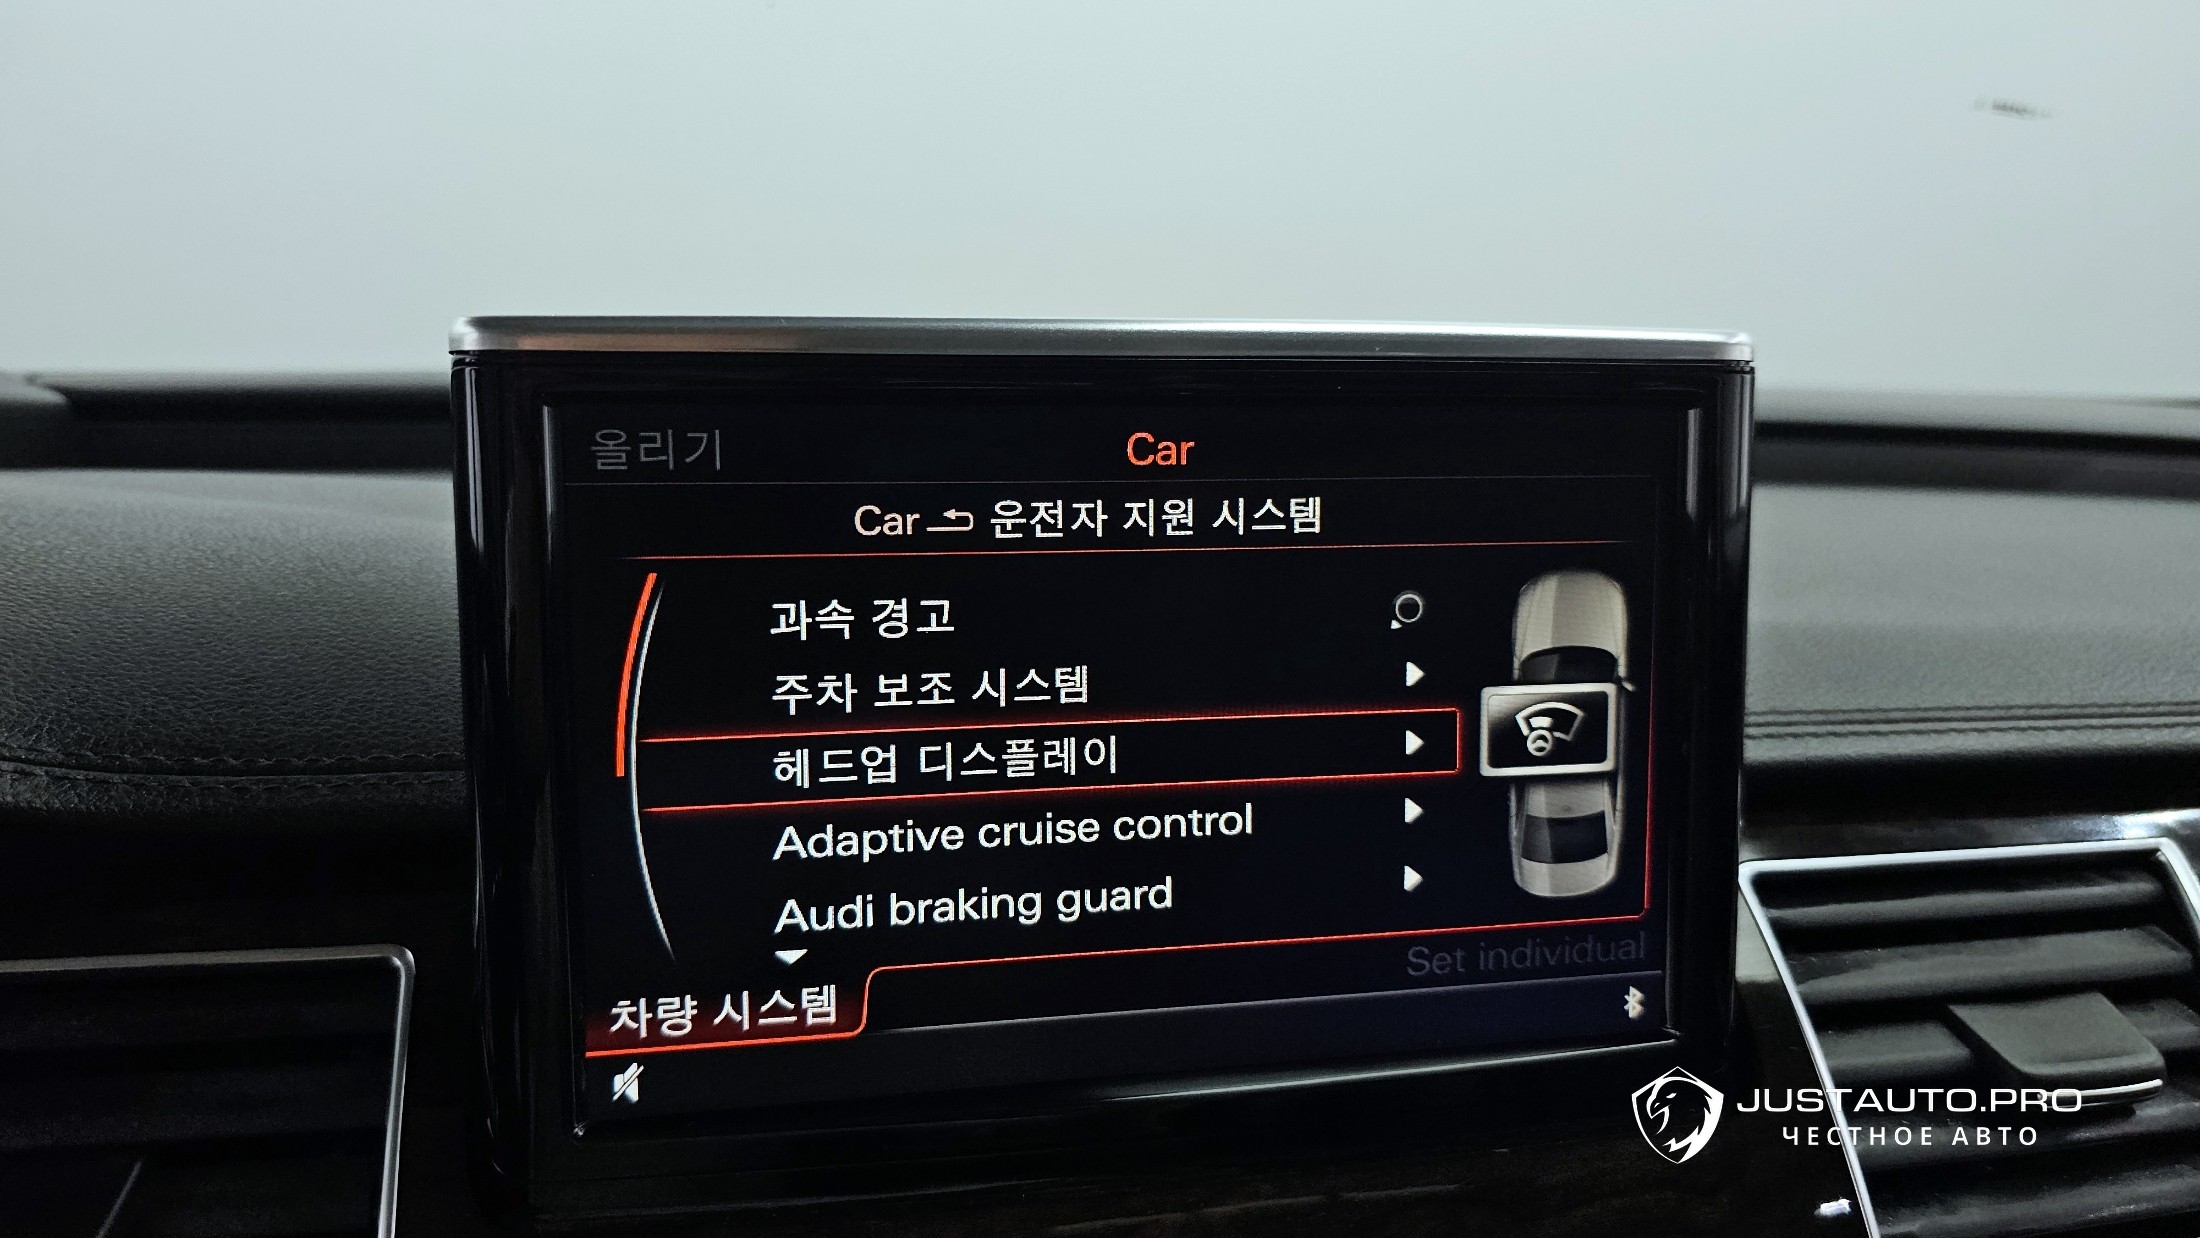 올리기
Car
Car 운전자 지원 시스템
과속 경고
주차 보조 시스템
헤드업 디스플레이
Adaptive cruise control
Audi braking guard
Set individual
차량 시스템
JUSTAUTO.PRO
ЧЕСТНОЕ АВТО